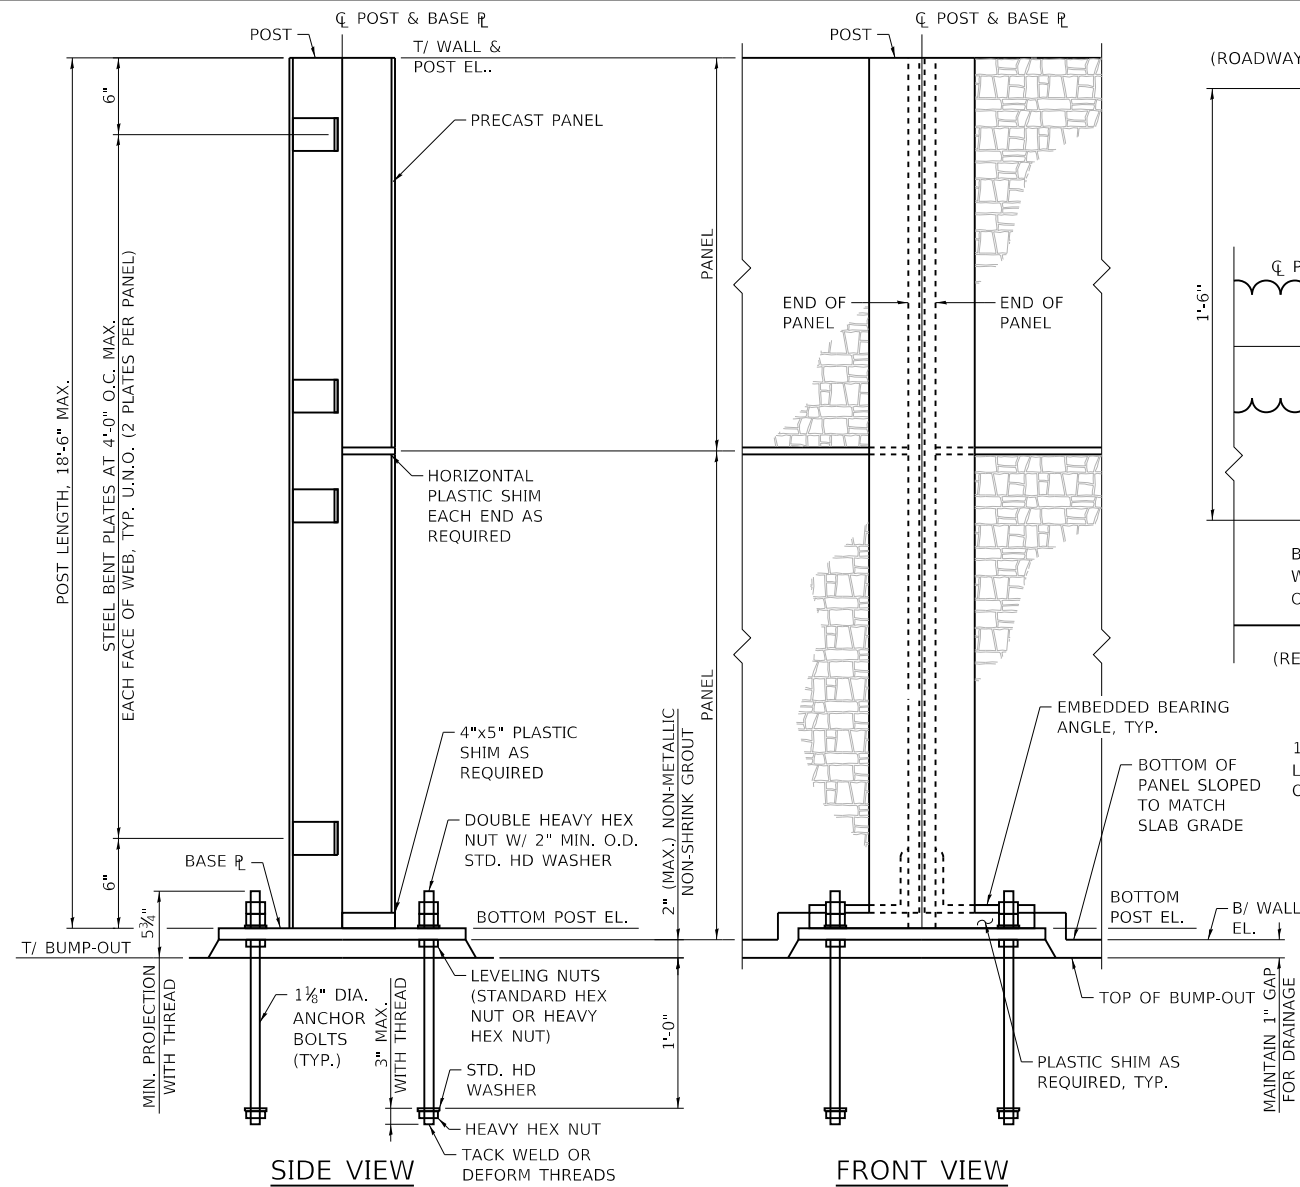 ℄ POST & BASE ⅊
POST
T/ WALL &
POST EL..
PRECAST PANEL
6"
STEEL BENT PLATES AT 4'-0" O.C. MAX.
EACH FACE OF WEB, TYP. U.N.O. (2 PLATES PER PANEL)
POST LENGTH, 18'-6" MAX.
HORIZONTAL
PLASTIC SHIM
EACH END AS
REQUIRED
4"x5" PLASTIC
SHIM AS
REQUIRED
DOUBLE HEAVY HEX
NUT W/ 2" MIN. O.D.
STD. HD WASHER
BASE ⅊
6"
5¾"
MIN. PROJECTION
WITH THREAD
T/ BUMP-OUT
BOTTOM POST EL.
1⅛" DIA.
ANCHOR
BOLTS
(TYP.)
3" MAX.
WITH THREAD
LEVELING NUTS
(STANDARD HEX
NUT OR HEAVY
HEX NUT)
STD. HD
WASHER
HEAVY HEX NUT
TACK WELD OR
DEFORM THREADS
SIDE VIEW
2" (MAX.) NON-METALLIC
NON-SHRINK GROUT
1'-0"
PANEL
PANEL
℄ POST & BASE ⅊
POST
END OF
PANEL
END OF
PANEL
EMBEDDED BEARING
ANGLE, TYP.
BOTTOM OF
PANEL SLOPED
TO MATCH
SLAB GRADE
BOTTOM
POST EL.
B/ WALL
EL.
TOP OF BUMP-OUT
PLASTIC SHIM AS
REQUIRED, TYP.
MAINTAIN 1" GAP
FOR DRAINAGE
FRONT VIEW
(ROADWAY
1'-6"
℄ P
B
W
O
(RE
1
L
O